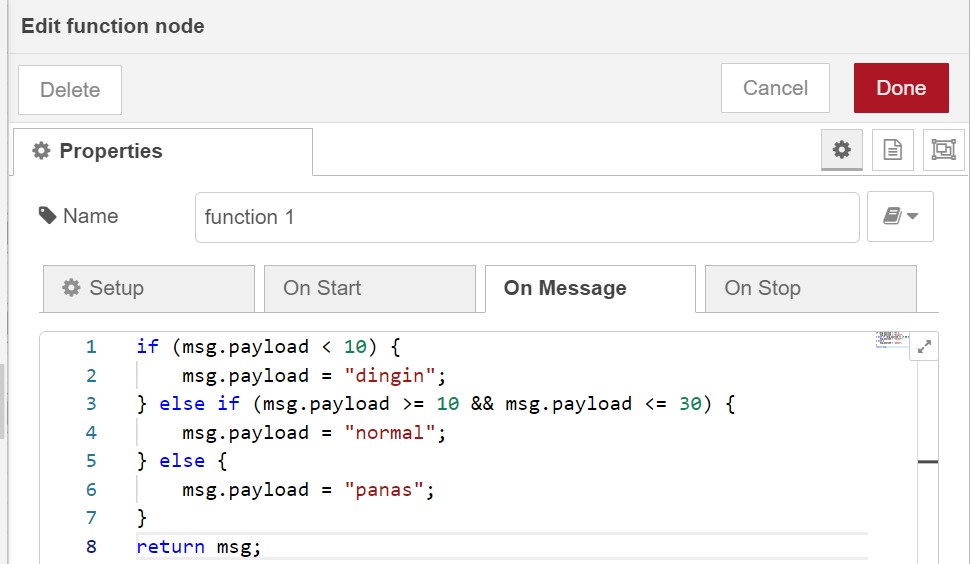 Edit function node
Delete
Cancel
Done
Properties
Name
function 1
Setup
On Start
On Message
On Stop
1 if (msg.payload < 10) {
2     msg.payload = "dingin";
3 } else if (msg.payload >= 10 && msg.payload <= 30) {
4     msg.payload = "normal";
5 } else {
6     msg.payload = "panas";
7 }
8 return msg;